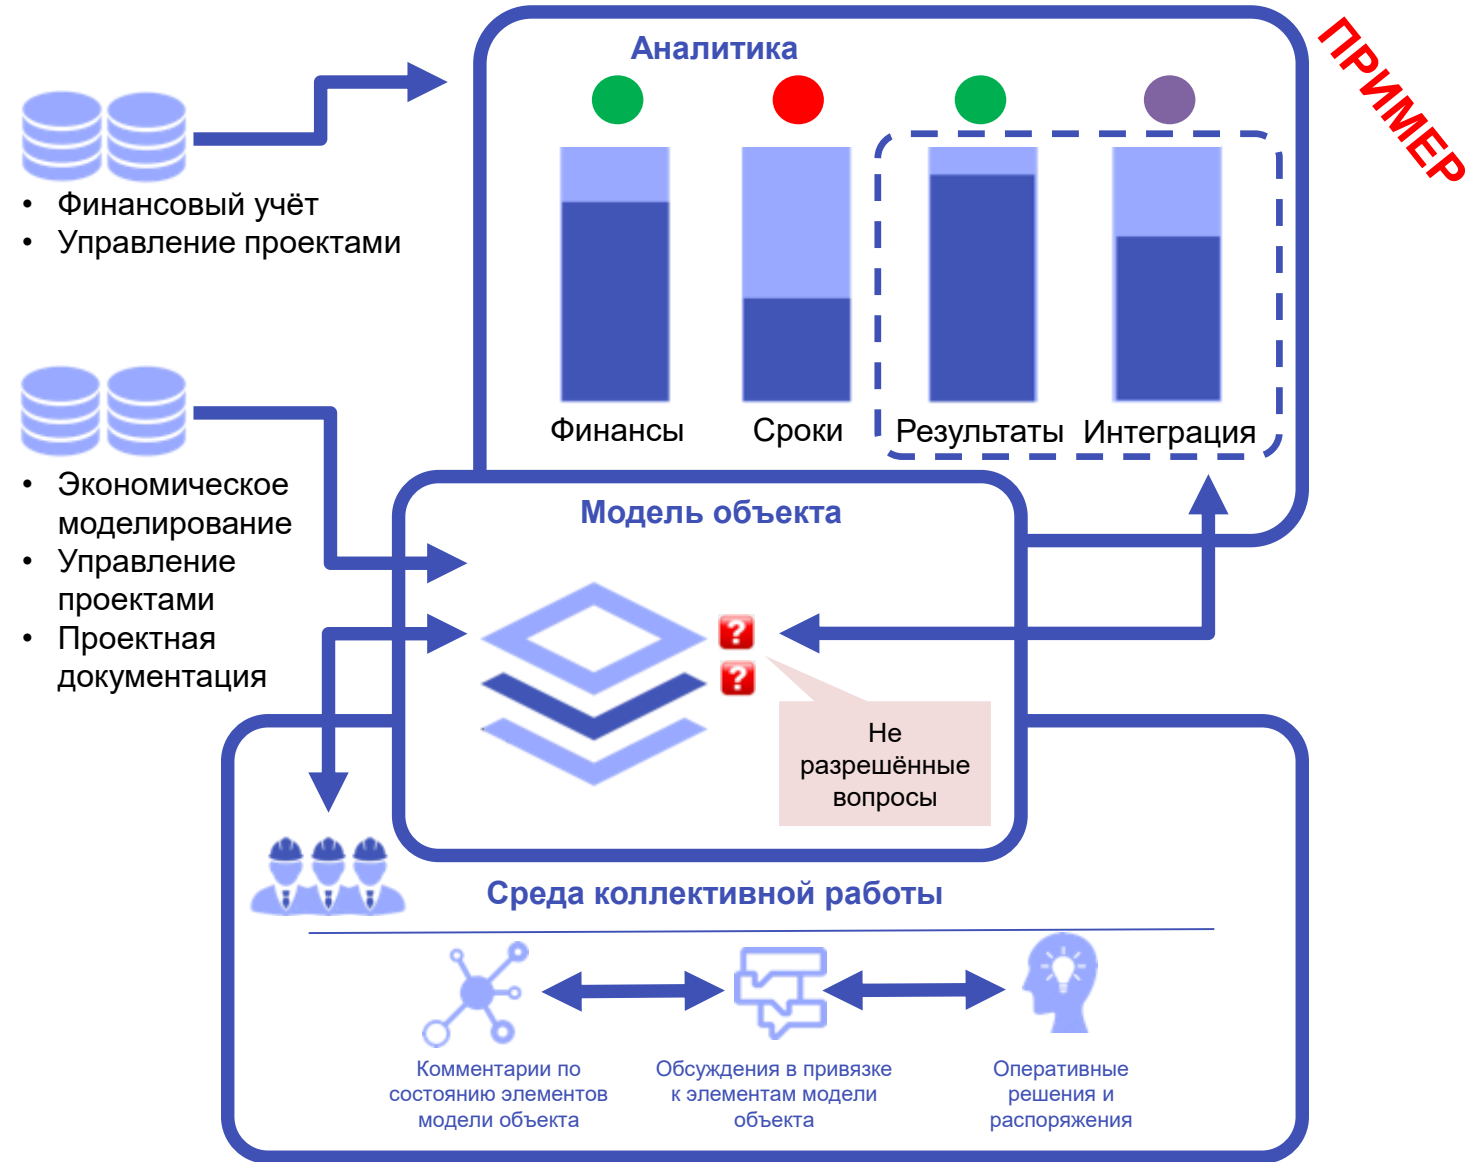 Аналитика
ПРИМЕР
• Финансовый учёт
• Управление проектами
Финансы
Сроки
Результаты
Интеграция
• Экономическое
моделирование
• Управление
проектами
• Проектная
документация
Модель объекта
?
?
Не
разрешённые
вопросы
Среда коллективной работы
Комментарии по
состоянию элементов
модели объекта
Обсуждения в привязке
к элементам модели
объекта
Оперативные
решения и
распоряжения